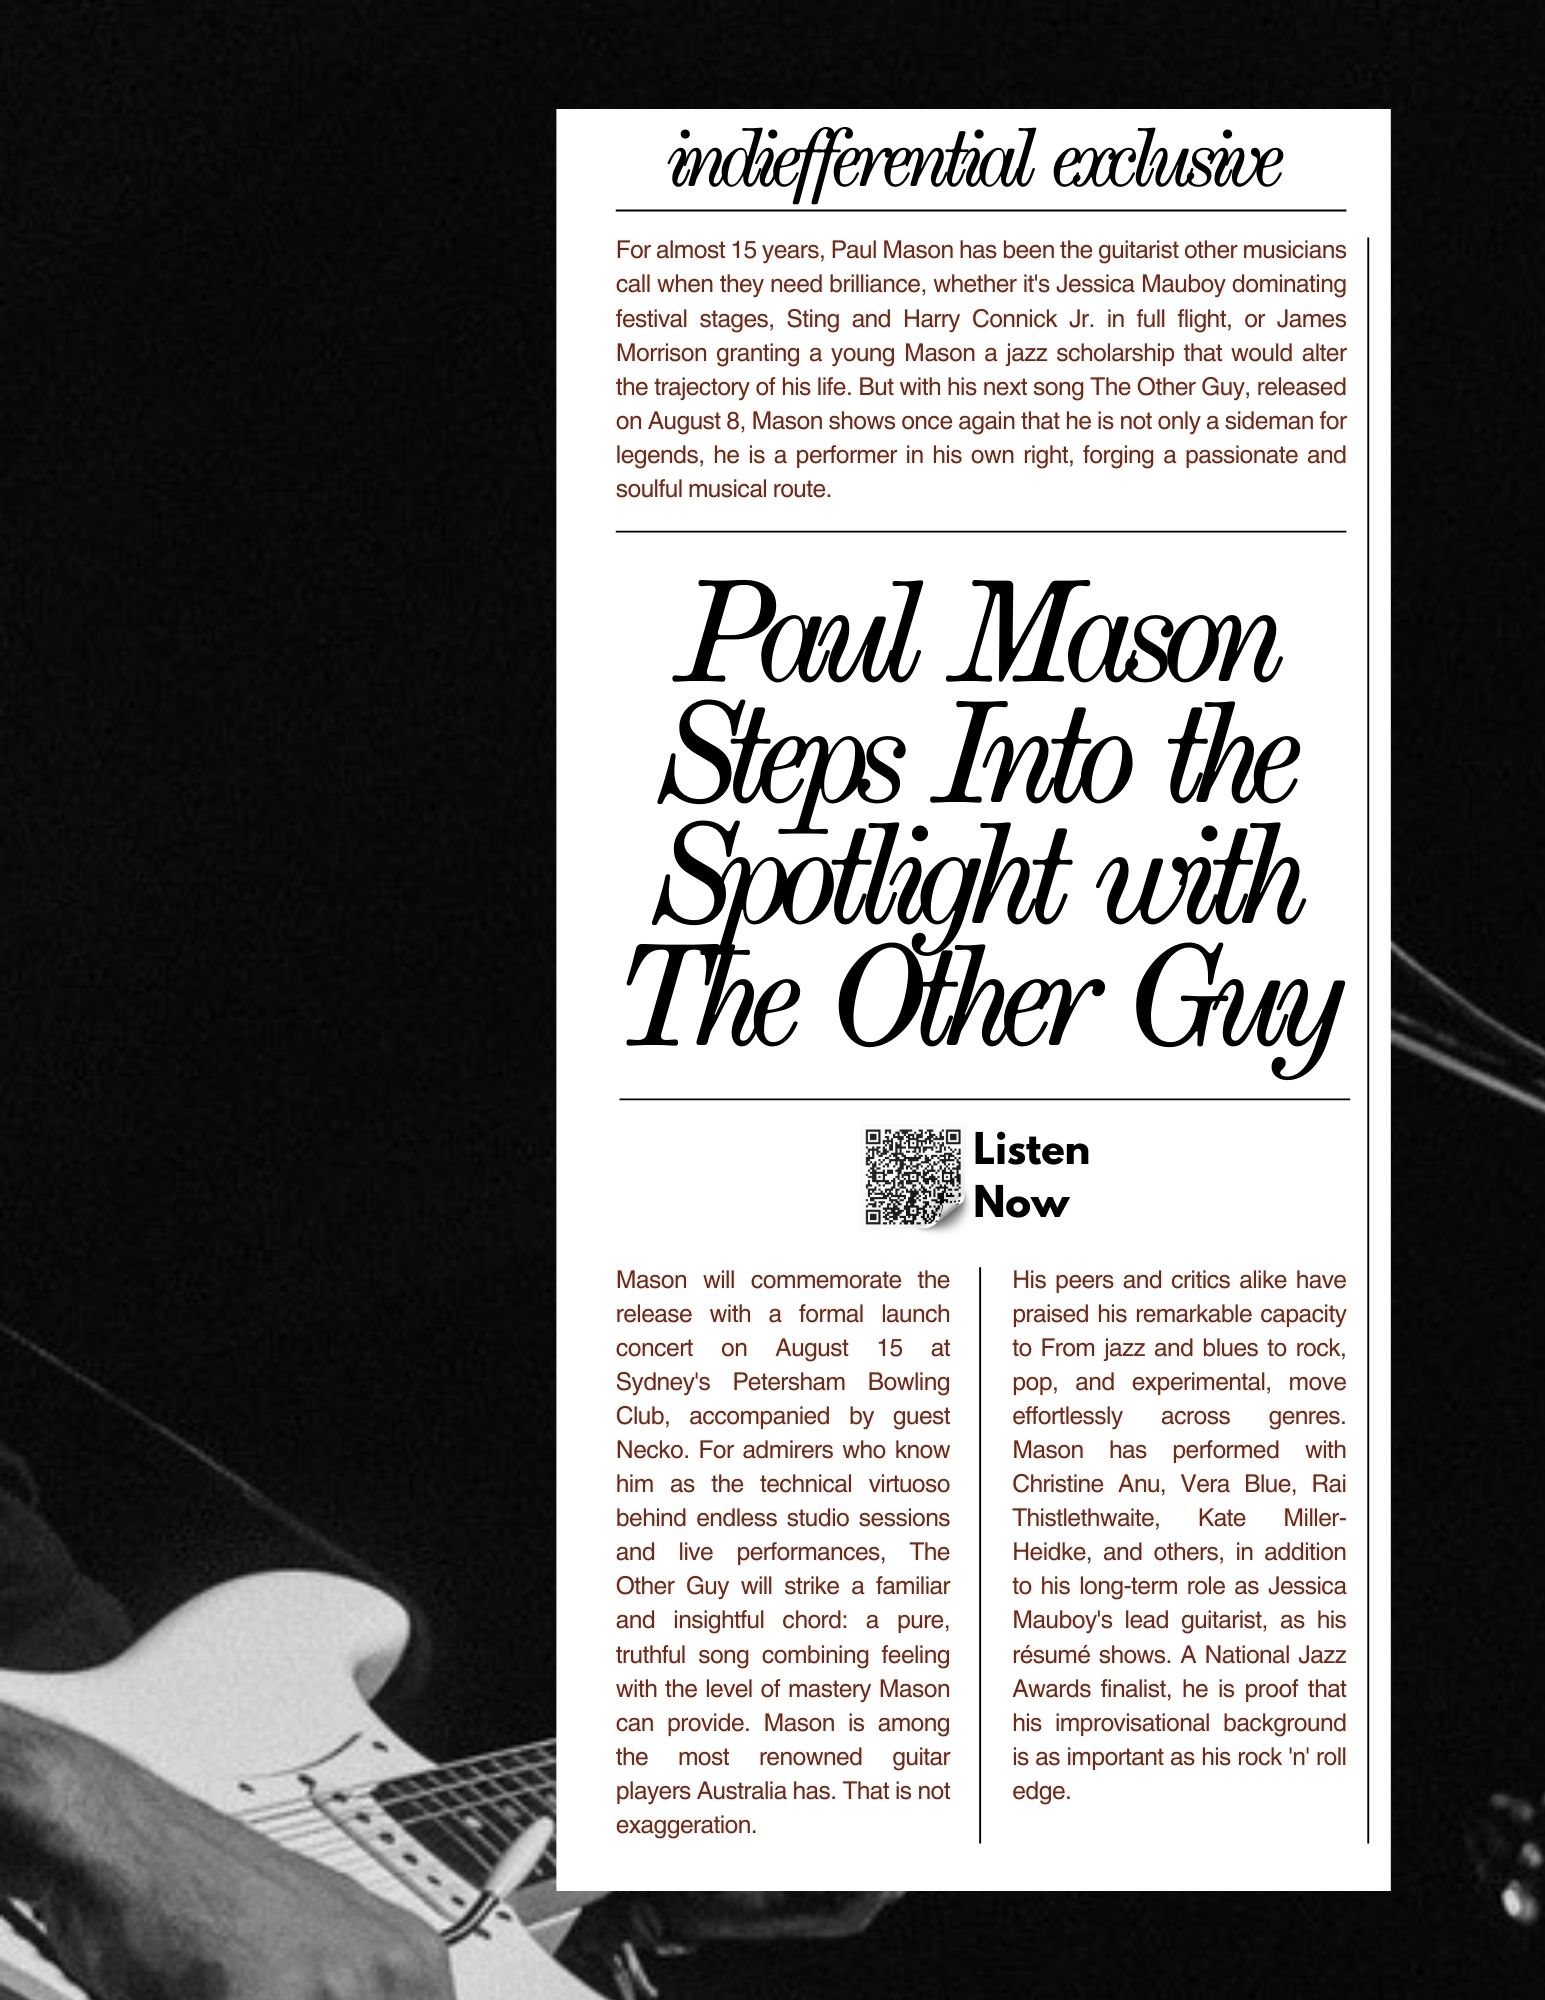 indiefferential exclusive
For almost 15 years, Paul Mason has been the guitarist other musicians
call when they need brilliance, whether it's Jessica Mauboy dominating
festival stages, Sting and Harry Connick Jr. in full flight, or James
Morrison granting a young Mason a jazz scholarship that would alter
the trajectory of his life. But with his next song The Other Guy, released
on August 8, Mason shows once again that he is not only a sideman for
legends, he is a performer in his own right, forging a passionate and
soulful musical route.
Paul Mason
Steps Into the
Spotlight with
The Other Guy
Listen
Now
Mason will commemorate the
release with a formal launch
concert on August 15 at
Sydney's Petersham Bowling
Club, accompanied by guest
Necko. For admirers who know
him as the technical virtuoso
behind endless studio sessions
and live performances, The
Other Guy will strike a familiar
and insightful chord: a pure,
truthful song combining feeling
with the level of mastery Mason
can provide. Mason is among
the most renowned guitar
players Australia has. That is not
exaggeration.
His peers and critics alike have
praised his remarkable capacity
to From jazz and blues to rock,
pop, and experimental, move
effortlessly across genres.
Mason has performed with
Christine Anu, Vera Blue, Rai
Thistlethwaite, Kate Miller-
Heidke, and others, in addition
to his long-term role as Jessica
Mauboy's lead guitarist, as his
résumé shows. A National Jazz
Awards finalist, he is proof that
his improvisational background
is as important as his rock 'n' roll
edge.